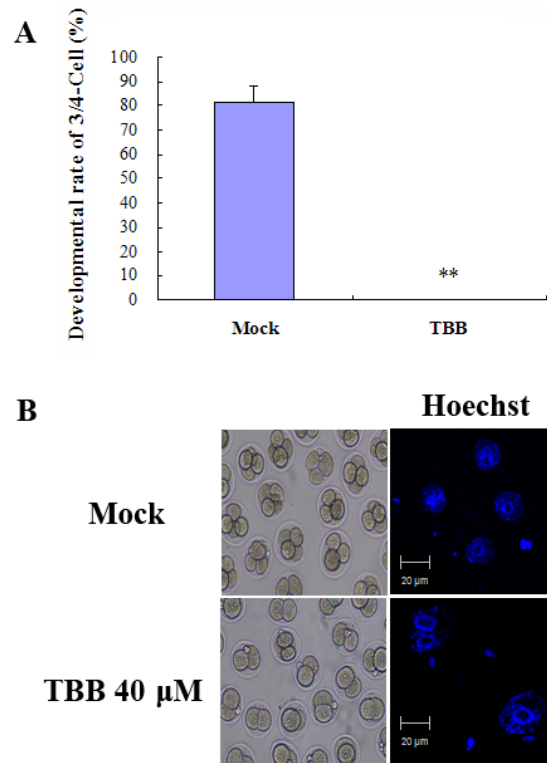 A
Developmental rate of 3/4-Cell (%)
100
90
80
70
60
50
40
30
20
10
0
**
Mock
TBB
B
Hoechst
Mock
20 μm
TBB 40 μM
20 μm